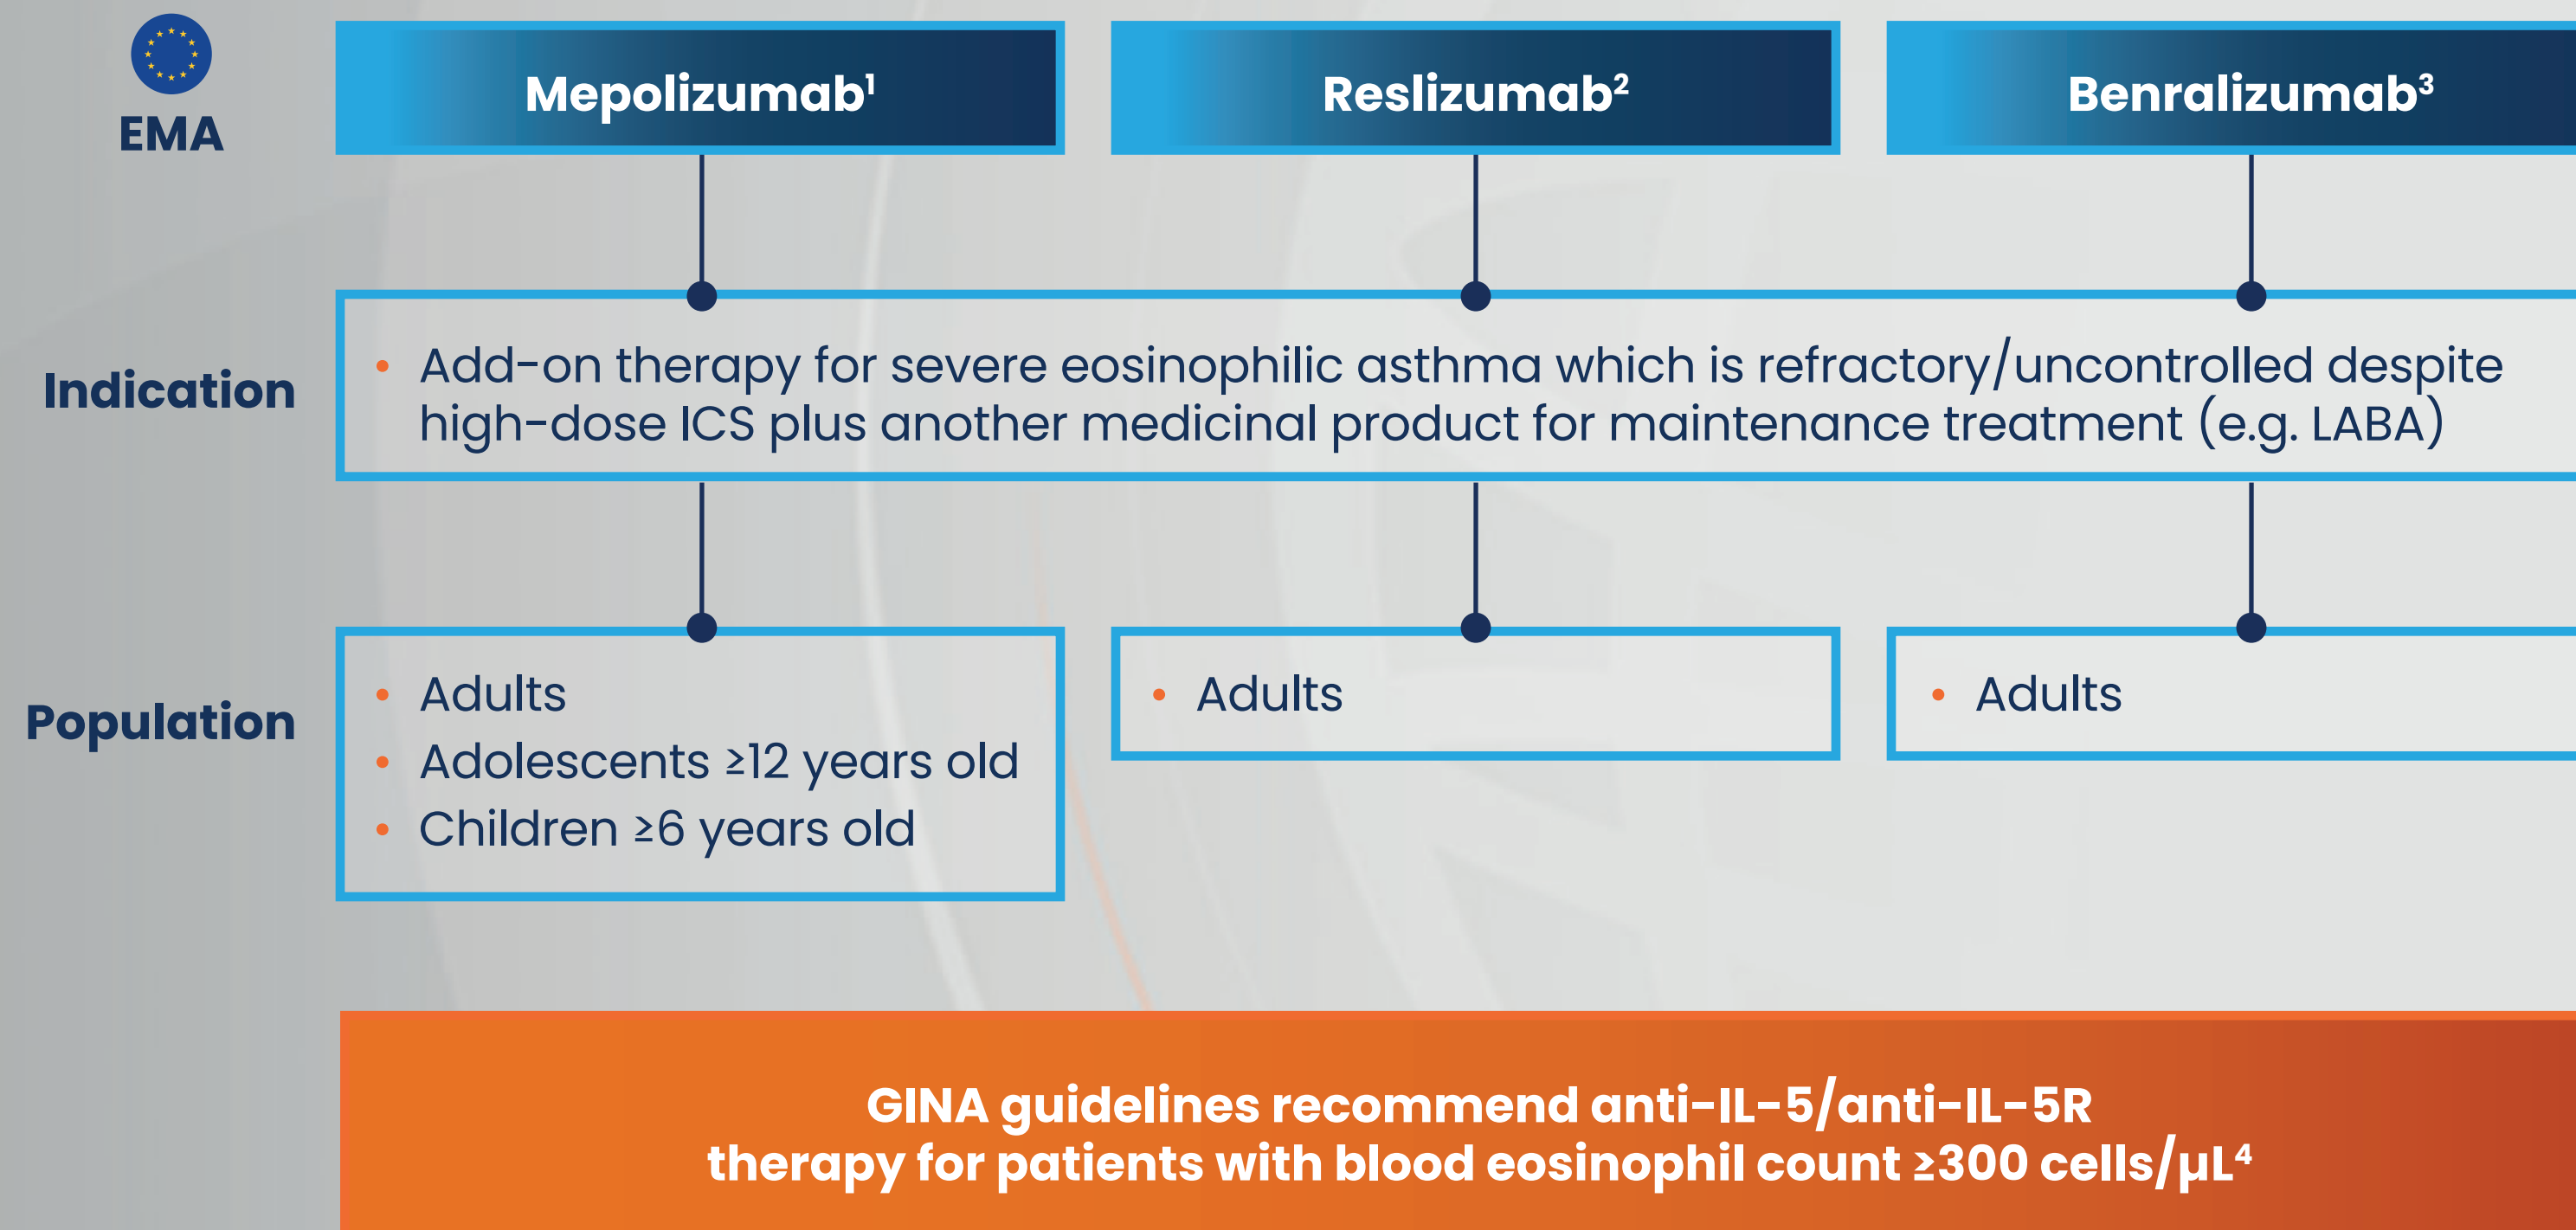 EMA
Mepolizumab¹
Reslizumab²
Benralizumab³
Indication
• Add-on therapy for severe eosinophilic asthma which is refractory/uncontrolled despite
high-dose ICS plus another medicinal product for maintenance treatment (e.g. LABA)
Population
• Adults
• Adolescents ≥12 years old
• Children ≥6 years old
• Adults
• Adults
GINA guidelines recommend anti-IL-5/anti-IL-5R
therapy for patients with blood eosinophil count ≥300 cells/µL⁴